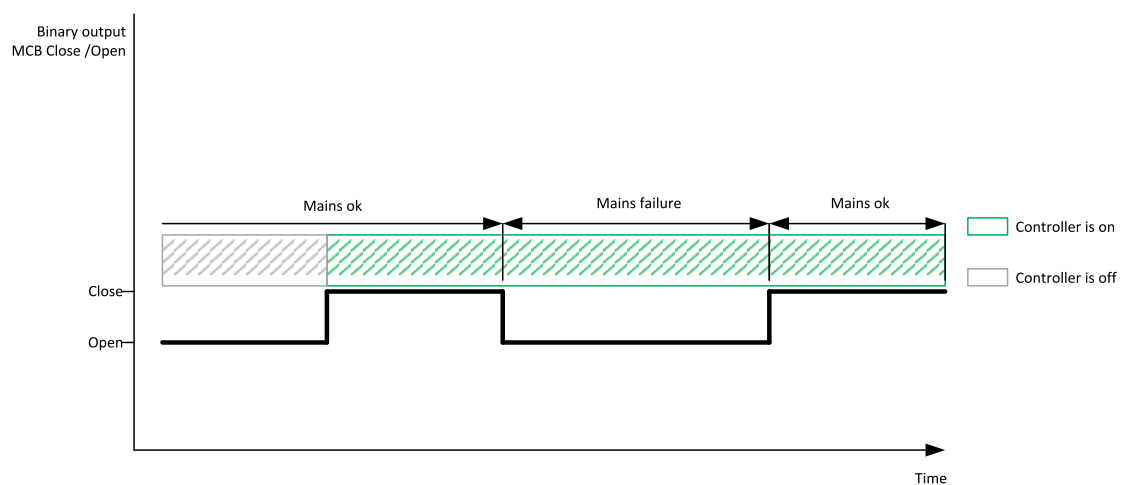 Binary output
MCB Close /Open
Mains ok
Mains failure
Mains ok
Controller is on
Controller is off
Close
Open
Time